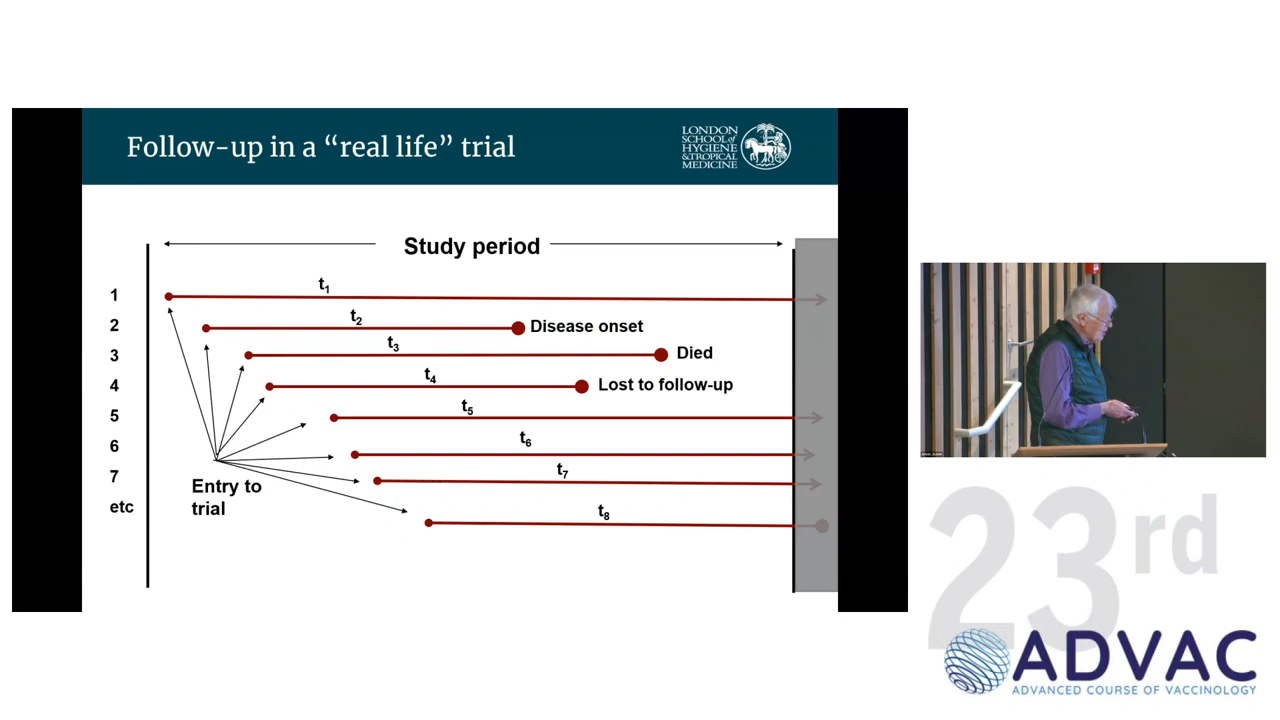 Follow-up in a “real life” trial
LONDON
SCHOOL of
HYGIENE
& TROPICAL
MEDICINE
Study period
1
t1
2
t2
Disease onset
3
t3
Died
4
t4
Lost to follow-up
5
t5
6
t6
7
t7
etc
t8
Entry to
trial
23rd
ADVAC
ADVANCED COURSE OF VACCINOLOGY